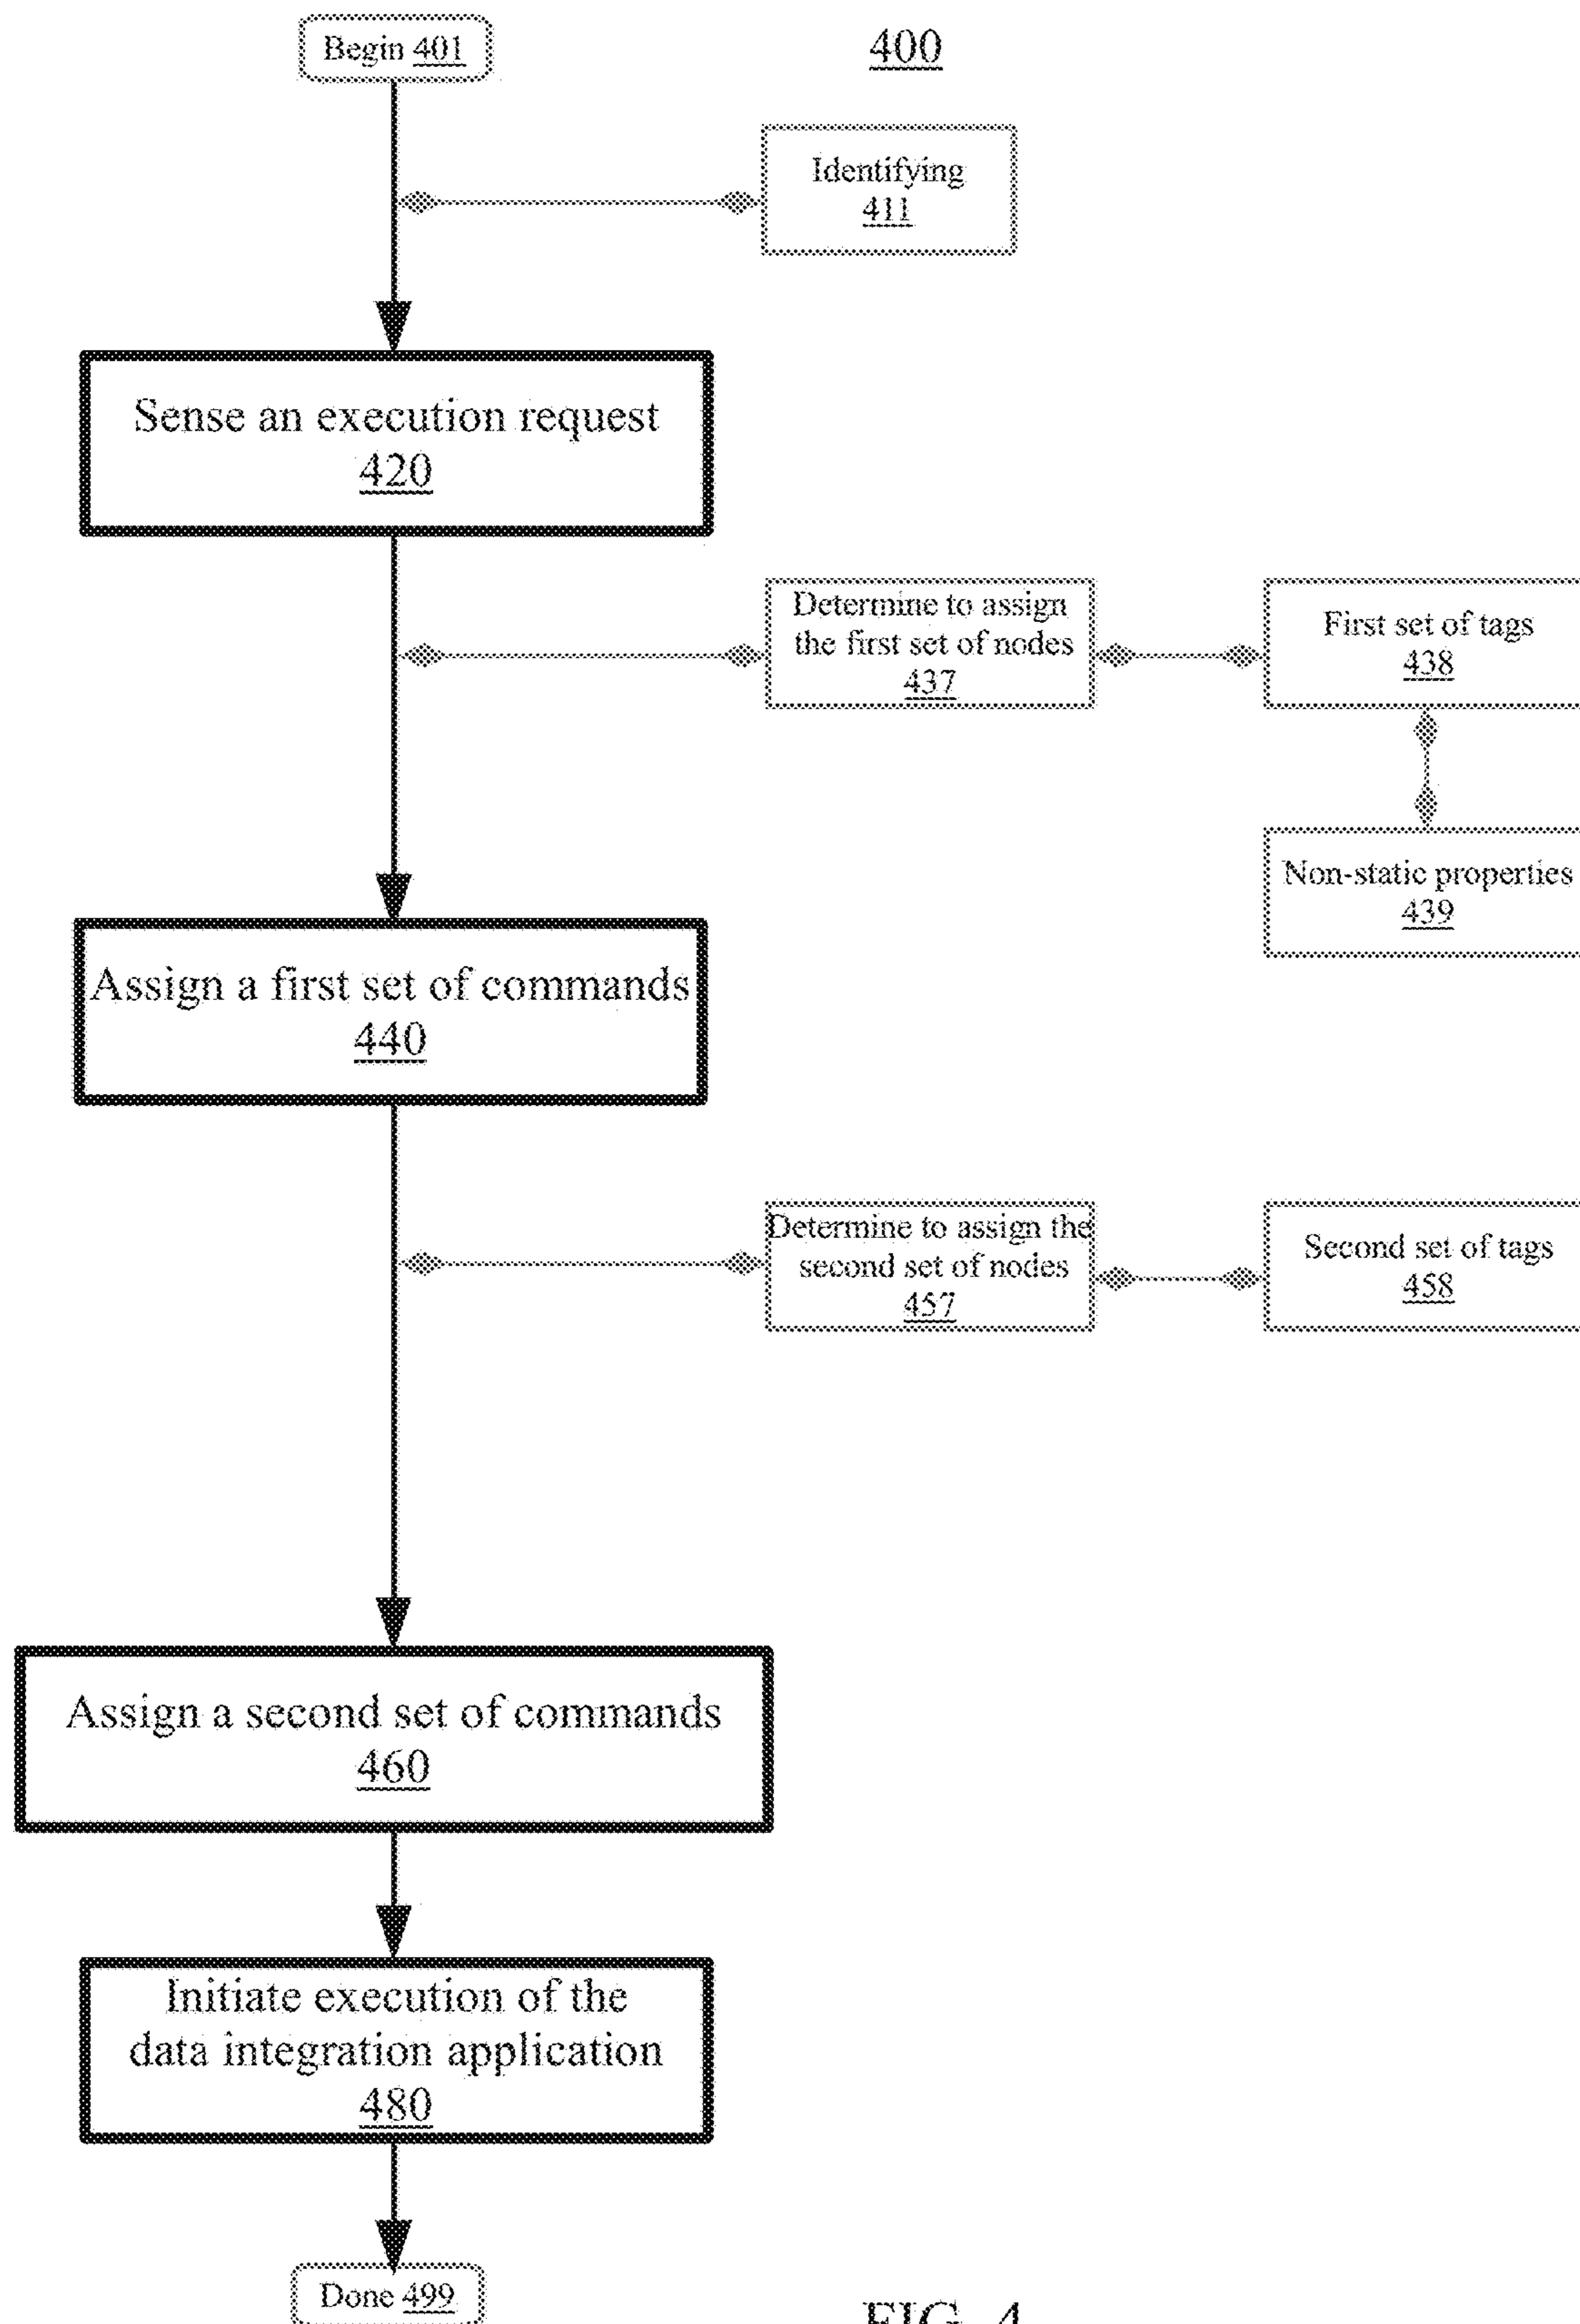 Begin 401
400
Identifying
411
Sense an execution request
420
Determine to assign
the first set of nodes
437
First set of tags
438
Non-static properties
439
Assign a first set of commands
440
Determine to assign the
second set of nodes
457
Second set of tags
458
Assign a second set of commands
460
Initiate execution of the
data integration application
480
Done 499
FIG. 4